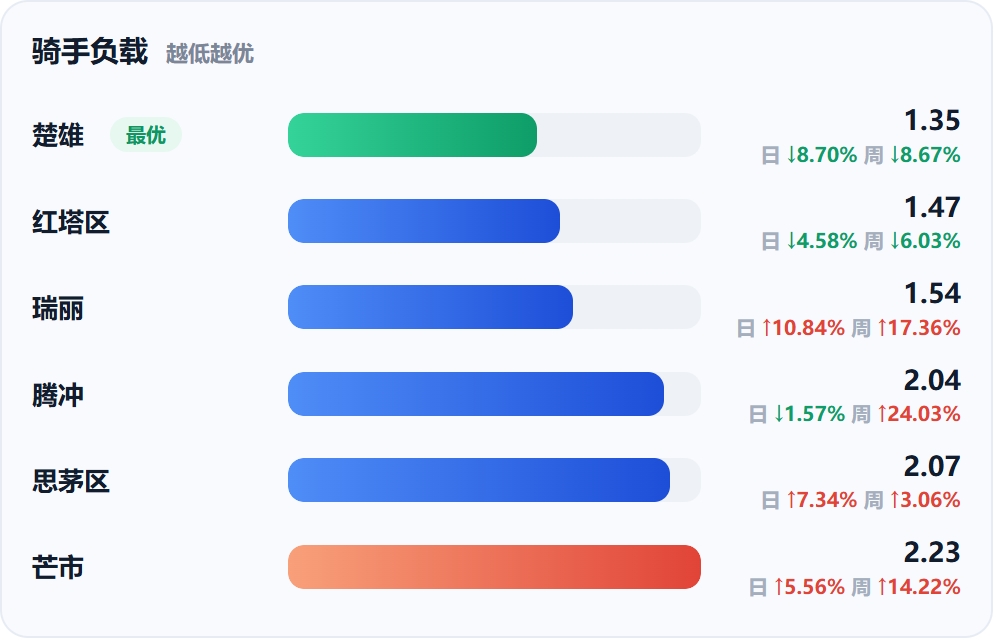 骑手负载 越低越优
楚雄 最优 1.35
日 ↓8.70% 周 ↓8.67%
红塔区 1.47
日 ↓4.58% 周 ↓6.03%
瑞丽 1.54
日 ↑10.84% 周 ↑17.36%
腾冲 2.04
日 ↓1.57% 周 ↑24.03%
思茅区 2.07
日 ↑7.34% 周 ↑3.06%
芒市 2.23
日 ↑5.56% 周 ↑14.22%